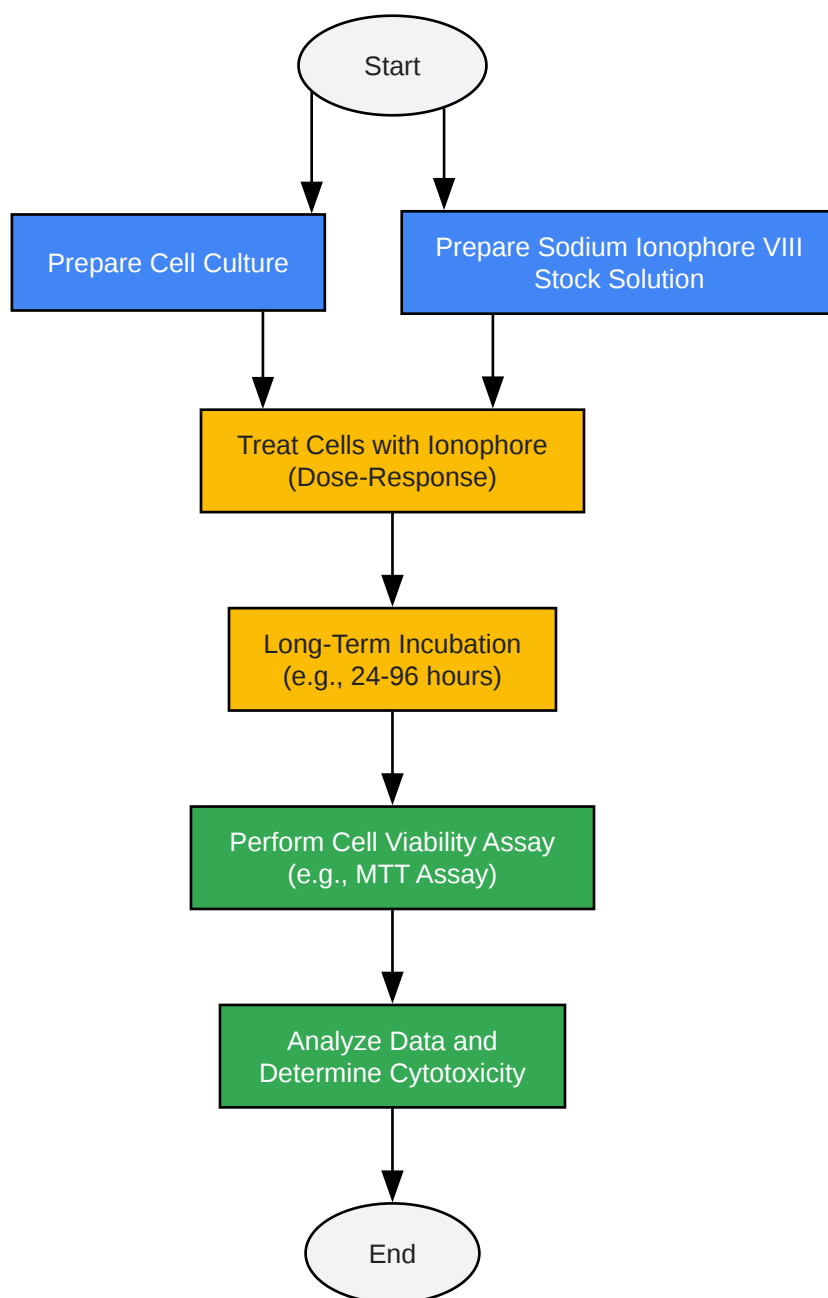 Start
Prepare Cell Culture
Prepare Sodium Ionophore VIII
Stock Solution
Treat Cells with Ionophore
(Dose-Response)
Long-Term Incubation
(e.g., 24-96 hours)
Perform Cell Viability Assay
(e.g., MTT Assay)
Analyze Data and
Determine Cytotoxicity
End